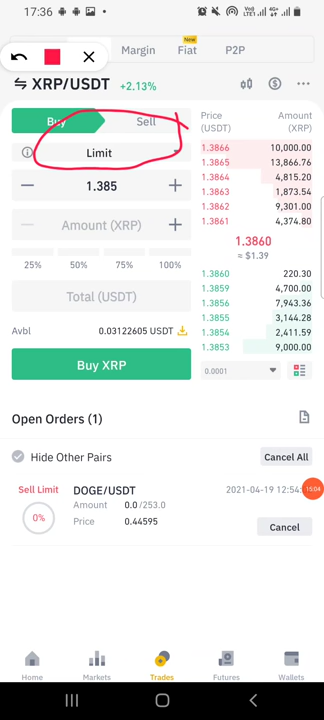 17:36
Margin
New
Fiat
P2P
XRP/USDT
+2.13%
Buy
Sell
Limit
1.385
Amount (XRP)
25% 50% 75% 100%
Total (USDT)
Avbl
0.03122605 USDT
Buy XRP
Price
(USDT)
Amount
(XRP)
1.3866 10,000.00
1.3865 13,866.76
1.3864 4,815.20
1.3863 1,873.54
1.3862 9,301.00
1.3861 4,374.80
1.3860
≈ $1.39
1.3860 220.30
1.3859 4,700.00
1.3856 7,943.36
1.3855 3,144.28
1.3854 2,411.59
1.3853 9,000.00
0.0001
Open Orders (1)
Hide Other Pairs
Cancel All
Sell Limit
DOGE/USDT
2021-04-19 12:54:
15:04
0%
Amount 0.0 /253.0
Price 0.44595
Cancel
Home
Markets
Trades
Futures
Wallets